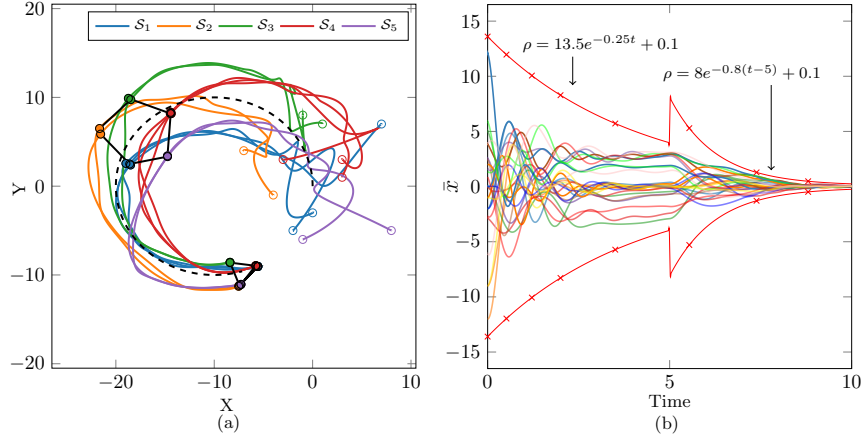 S₁ S₂ S₃ S₄ S₅
20
10
0
−10
−20
Y
−20 −10 0 10
X
(a)
15
10
5
0
−5
−10
−15
x̄
ρ = 13.5e^{−0.25t} + 0.1
ρ = 8e^{−0.8(t−5)} + 0.1
0 5 10
Time
(b)